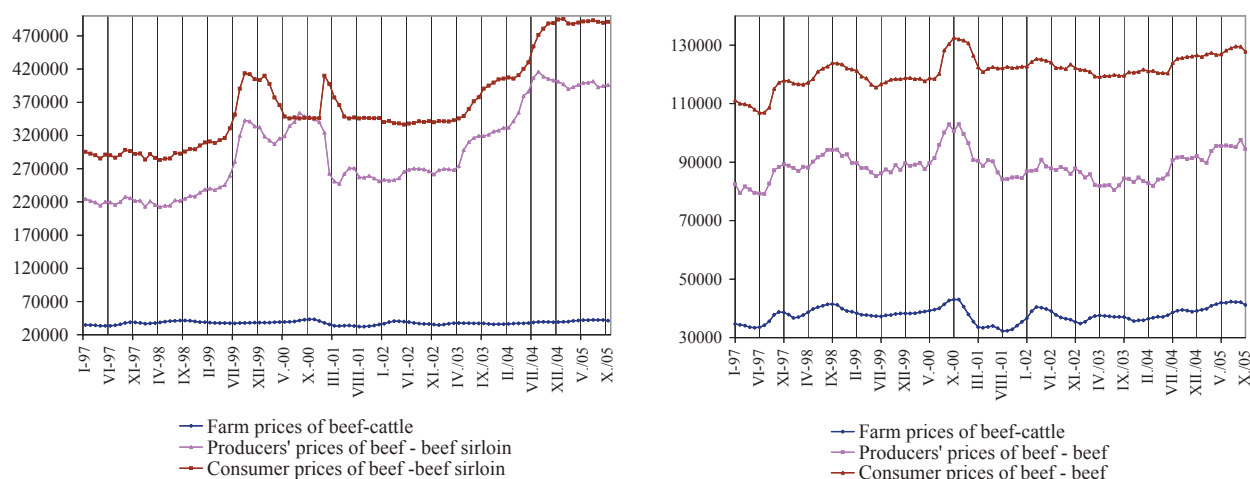 470000
420000
370000
320000
270000
220000
170000
120000
70000
20000
I-97
VI-97
XI-97
IV-98
IX-98
II-99
VII-99
XII-99
V.-00
X.-00
III.-01
VIII.-01
I.-02
VI.-02
XI.-02
IV./03
IX./03
II./04
VII./04
XII./04
V./05
X./05
Farm prices of beef-cattle
Producers' prices of beef - beef sirloin
Consumer prices of beef -beef sirloin
130000
110000
90000
70000
50000
30000
I-97
VI-97
XI-97
IV-98
IX-98
II-99
VII-99
XII-99
V.-00
X.-00
III.-01
VIII.-01
I.-02
VI.-02
XI.-02
IV./03
IX./03
II./04
VII./04
XII./04
V./05
X./05
Farm prices of beef-cattle
Producers' prices of beef - beef
Consumer prices of beef - beef